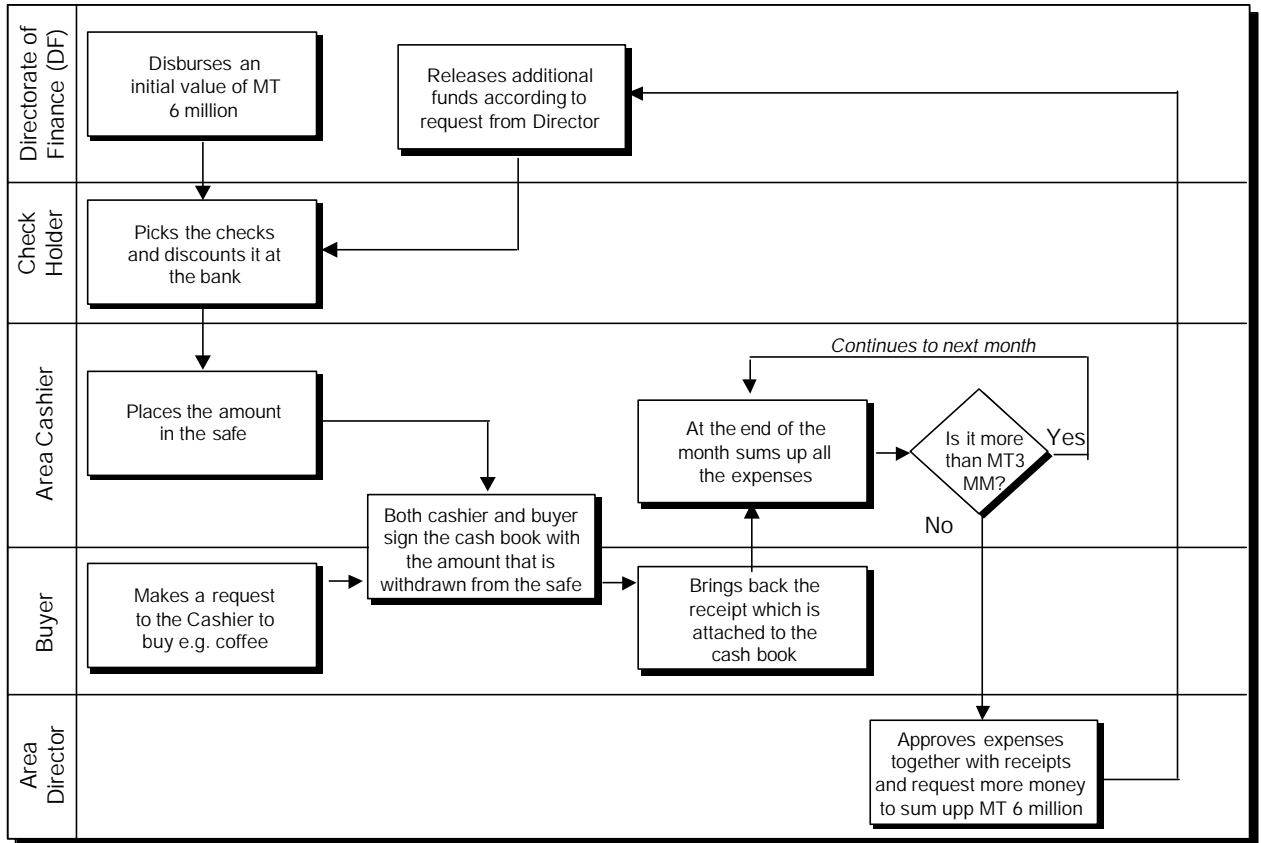 Directorate of
Finance (DF)
Disburses an
initial value of MT
6 million
Releases additional
funds according to
request from Director
Check
Holder
Picks the checks
and discounts it at
the bank
Area Cashier
Places the amount
in the safe
Continues to next month
At the end of the
month sums up all
the expenses
Is it more
than MT3
MM?
Yes
No
Both cashier and buyer
sign the cash book with
the amount that is
withdrawn from the safe
Buyer
Makes a request
to the Cashier to
buy e.g. coffee
Brings back the
receipt which is
attached to the
cash book
Area
Director
Approves expenses
together with receipts
and request more money
to sum upp MT 6 million